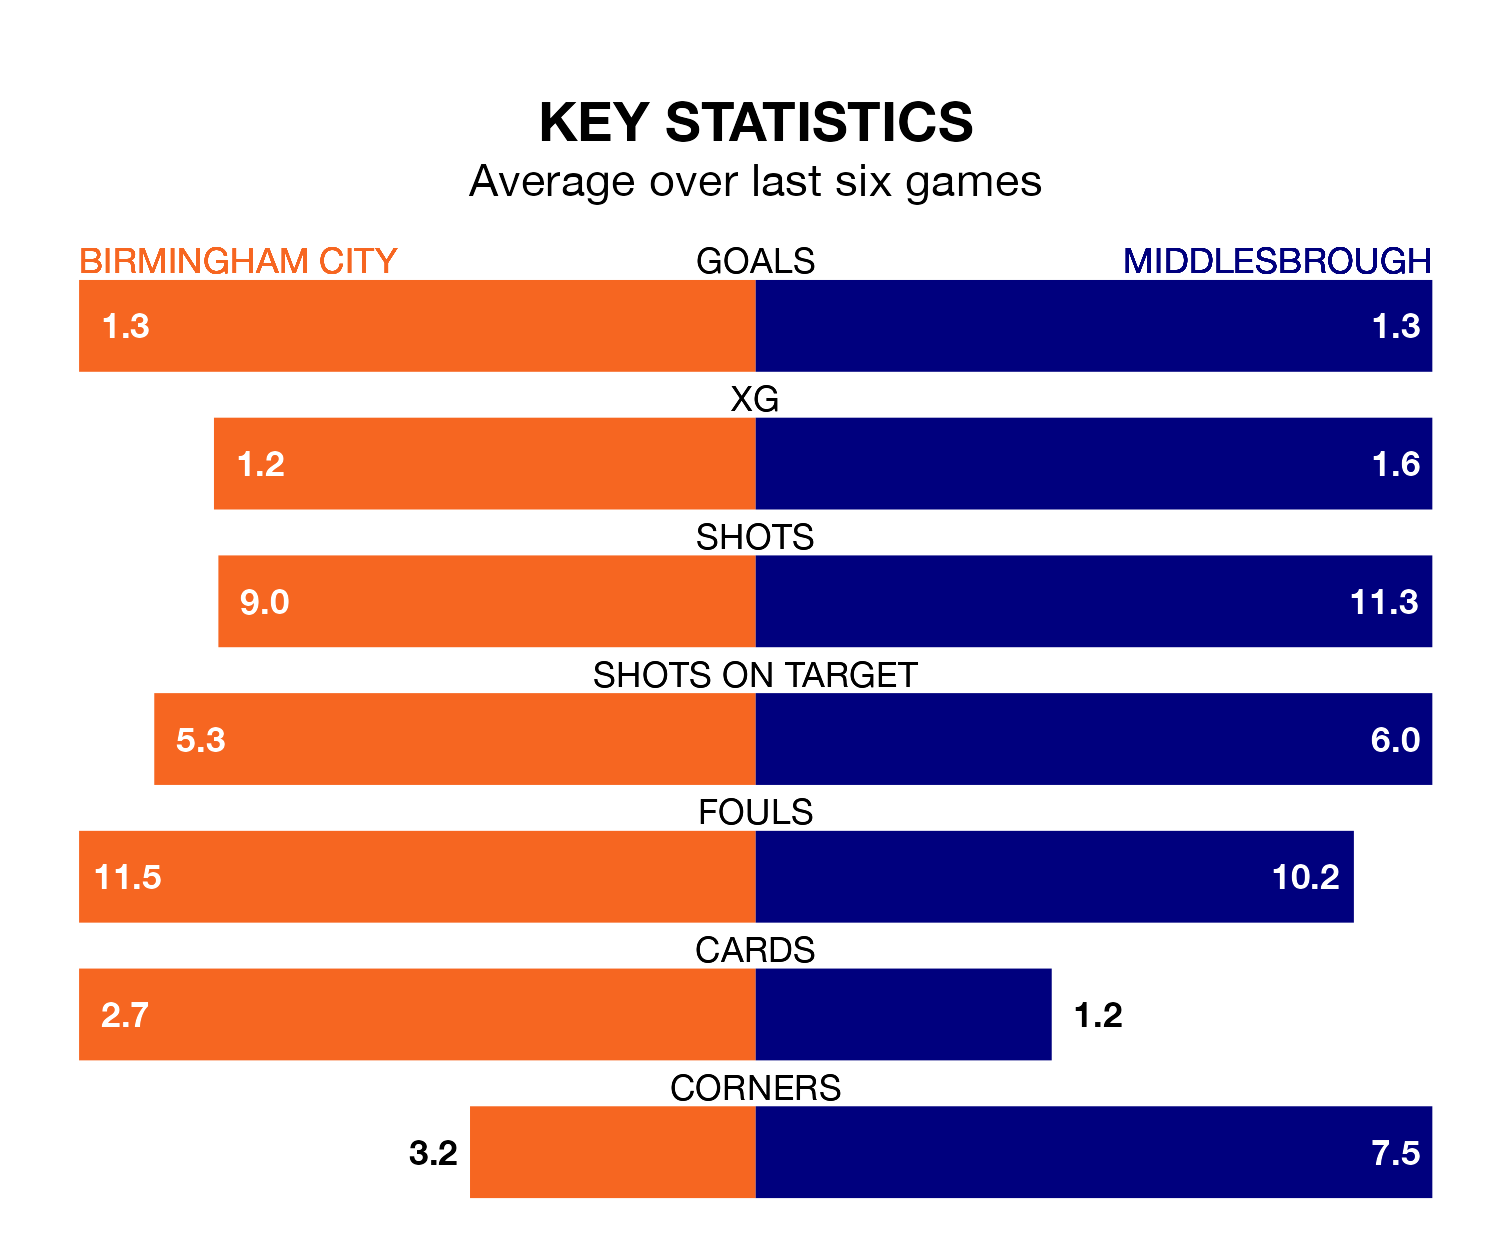 KEY STATISTICS
Average over last six games
BIRMINGHAM CITY GOALS MIDDLESBROUGH
1.3 1.3
XG
1.2 1.6
SHOTS
9.0 11.3
SHOTS ON TARGET
5.3 6.0
FOULS
11.5 10.2
CARDS
2.7 1.2
CORNERS
3.2 7.5